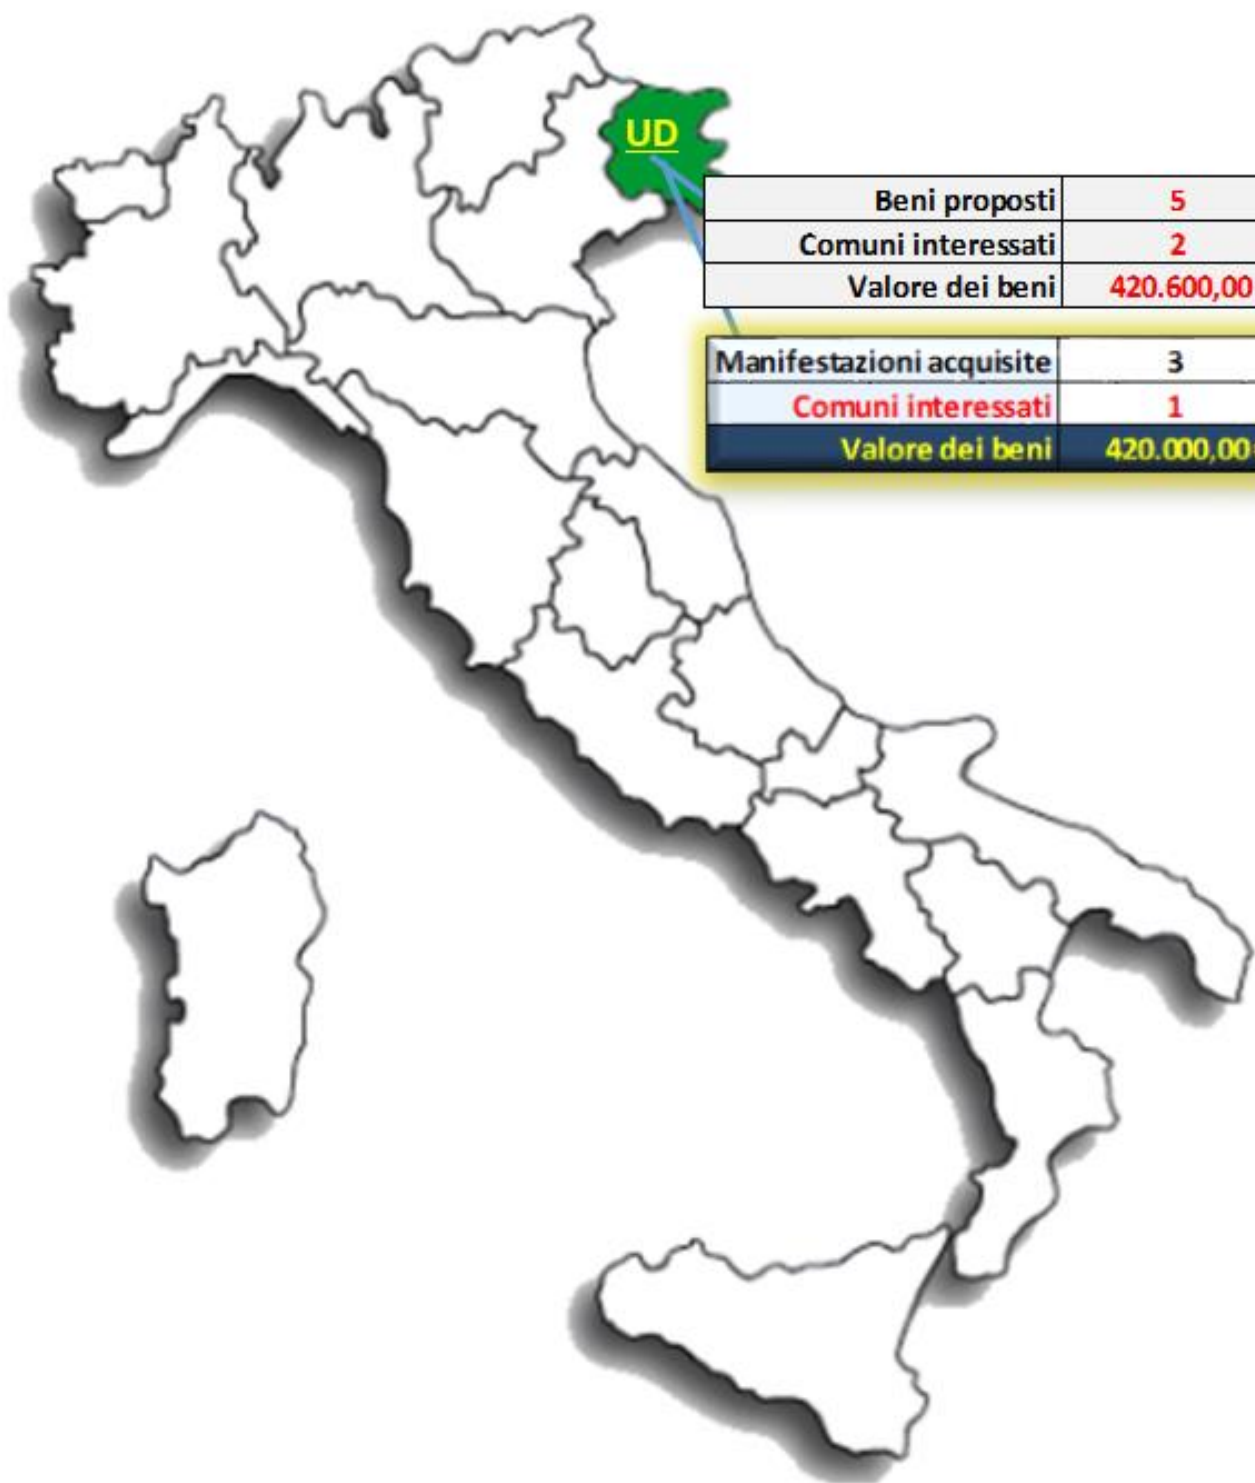 UD
Beni proposti 5
Comuni interessati 2
Valore dei beni 420.600,00
Manifestazioni acquisite 3
Comuni interessati 1
Valore dei beni 420.000,00